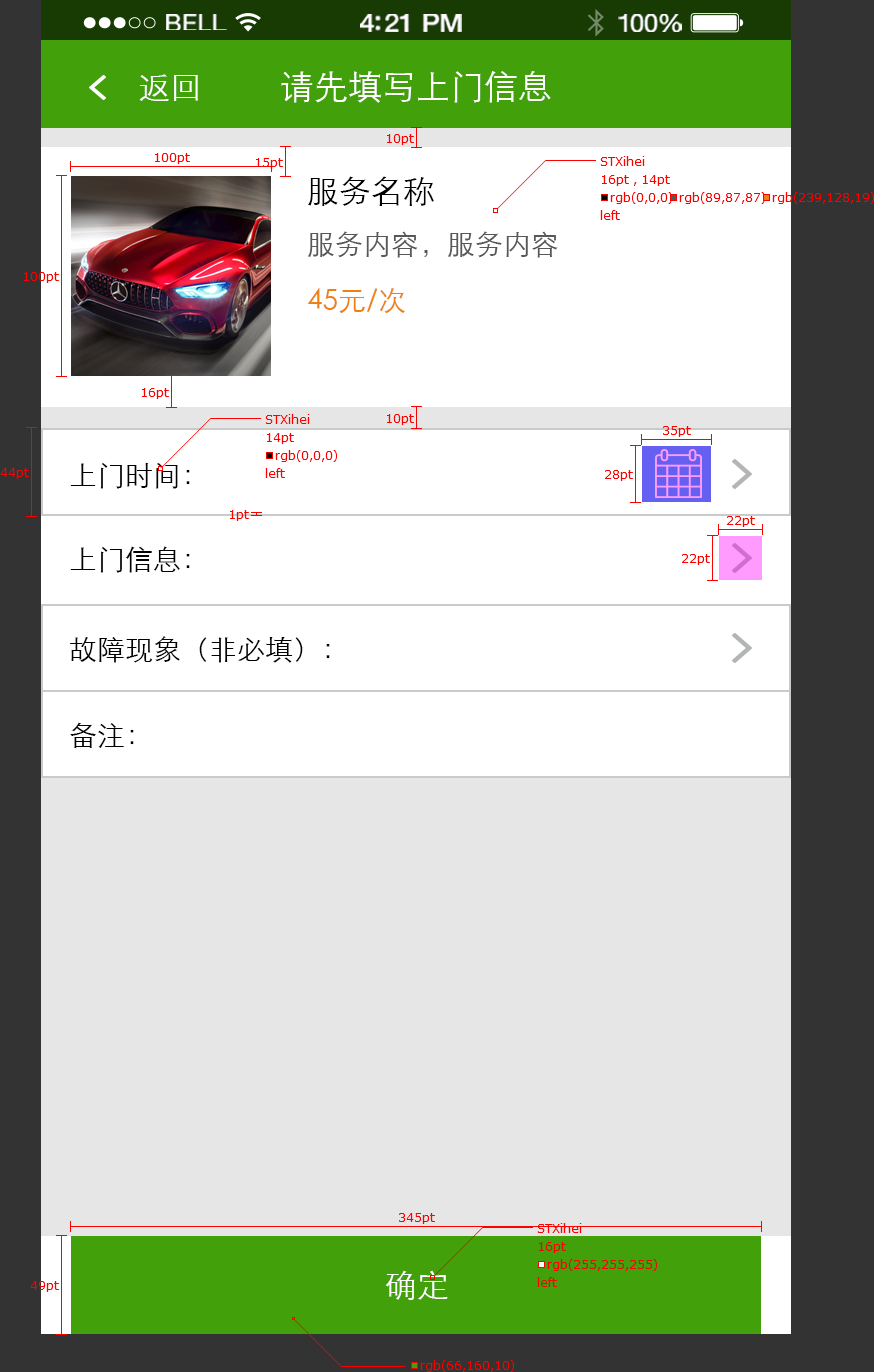 BELL 4:21 PM 100%
返回 请先填写上门信息
10pt
100pt
15pt
STXihei
16pt , 14pt
rgb(0,0,0) rgb(89,87,87) rgb(239,128,19)
left
服务名称
服务内容，服务内容
45元/次
100pt
16pt
10pt
STXihei
14pt
rgb(0,0,0)
left
35pt
44pt
上门时间：
28pt
1pt
22pt
上门信息：
22pt
故障现象（非必填）：
备注：
345pt
STXihei
16pt
rgb(255,255,255)
left
49pt
确定
rgb(66,160,10)